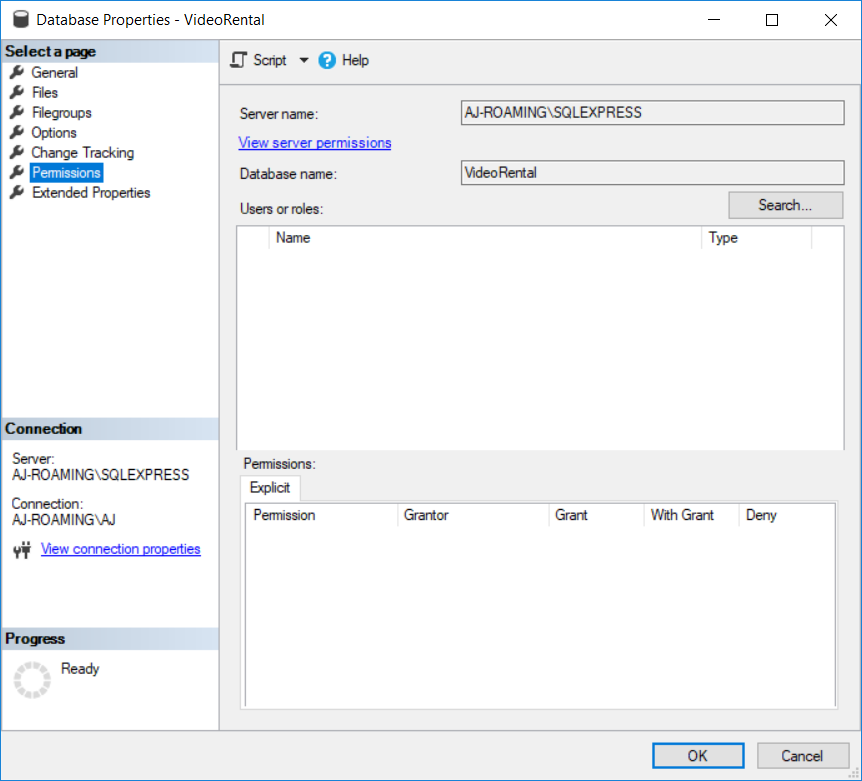 Database Properties - VideoRental
Select a page
General
Files
Filegroups
Options
Change Tracking
Permissions
Extended Properties
Connection
Server:
AJ-ROAMING\SQLEXPRESS
Connection:
AJ-ROAMING\AJ
View connection properties
Progress
Ready
Script
Help
Server name:
AJ-ROAMING\SQLEXPRESS
View server permissions
Database name:
VideoRental
Users or roles:
Search...
Name Type
Permissions:
Explicit
Permission Grantor Grant With Grant Deny
OK Cancel